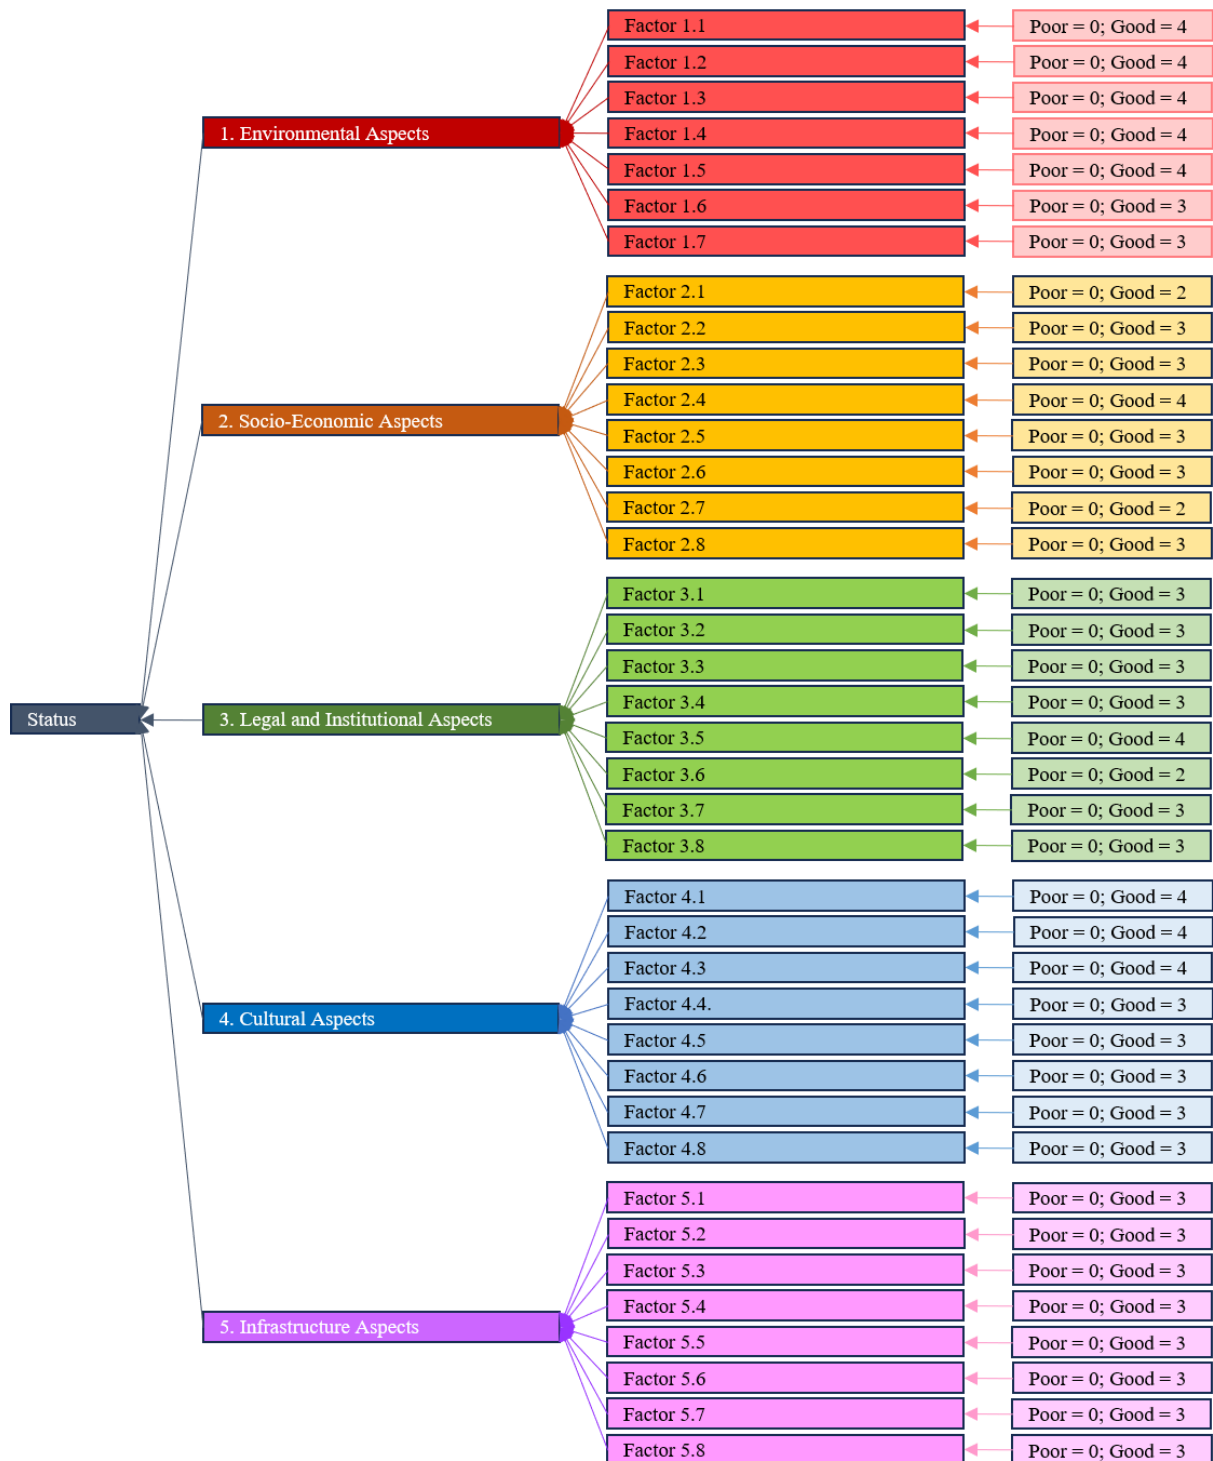 Factor 1.1 Poor = 0; Good = 4
Factor 1.2 Poor = 0; Good = 4
Factor 1.3 Poor = 0; Good = 4
1. Environmental Aspects Factor 1.4 Poor = 0; Good = 4
Factor 1.5 Poor = 0; Good = 4
Factor 1.6 Poor = 0; Good = 3
Factor 1.7 Poor = 0; Good = 3
Factor 2.1 Poor = 0; Good = 2
Factor 2.2 Poor = 0; Good = 3
Factor 2.3 Poor = 0; Good = 3
Factor 2.4 Poor = 0; Good = 4
2. Socio-Economic Aspects
Factor 2.5 Poor = 0; Good = 3
Factor 2.6 Poor = 0; Good = 3
Factor 2.7 Poor = 0; Good = 2
Factor 2.8 Poor = 0; Good = 3
Factor 3.1 Poor = 0; Good = 3
Factor 3.2 Poor = 0; Good = 3
Factor 3.3 Poor = 0; Good = 3
Factor 3.4 Poor = 0; Good = 3
Status 3. Legal and Institutional Aspects
Factor 3.5 Poor = 0; Good = 4
Factor 3.6 Poor = 0; Good = 2
Factor 3.7 Poor = 0; Good = 3
Factor 3.8 Poor = 0; Good = 3
Factor 4.1 Poor = 0; Good = 4
Factor 4.2 Poor = 0; Good = 4
Factor 4.3 Poor = 0; Good = 4
Factor 4.4. Poor = 0; Good = 3
4. Cultural Aspects
Factor 4.5 Poor = 0; Good = 3
Factor 4.6 Poor = 0; Good = 3
Factor 4.7 Poor = 0; Good = 3
Factor 4.8 Poor = 0; Good = 3
Factor 5.1 Poor = 0; Good = 3
Factor 5.2 Poor = 0; Good = 3
Factor 5.3 Poor = 0; Good = 3
Factor 5.4 Poor = 0; Good = 3
5. Infrastructure Aspects
Factor 5.5 Poor = 0; Good = 3
Factor 5.6 Poor = 0; Good = 3
Factor 5.7 Poor = 0; Good = 3
Factor 5.8 Poor = 0; Good = 3